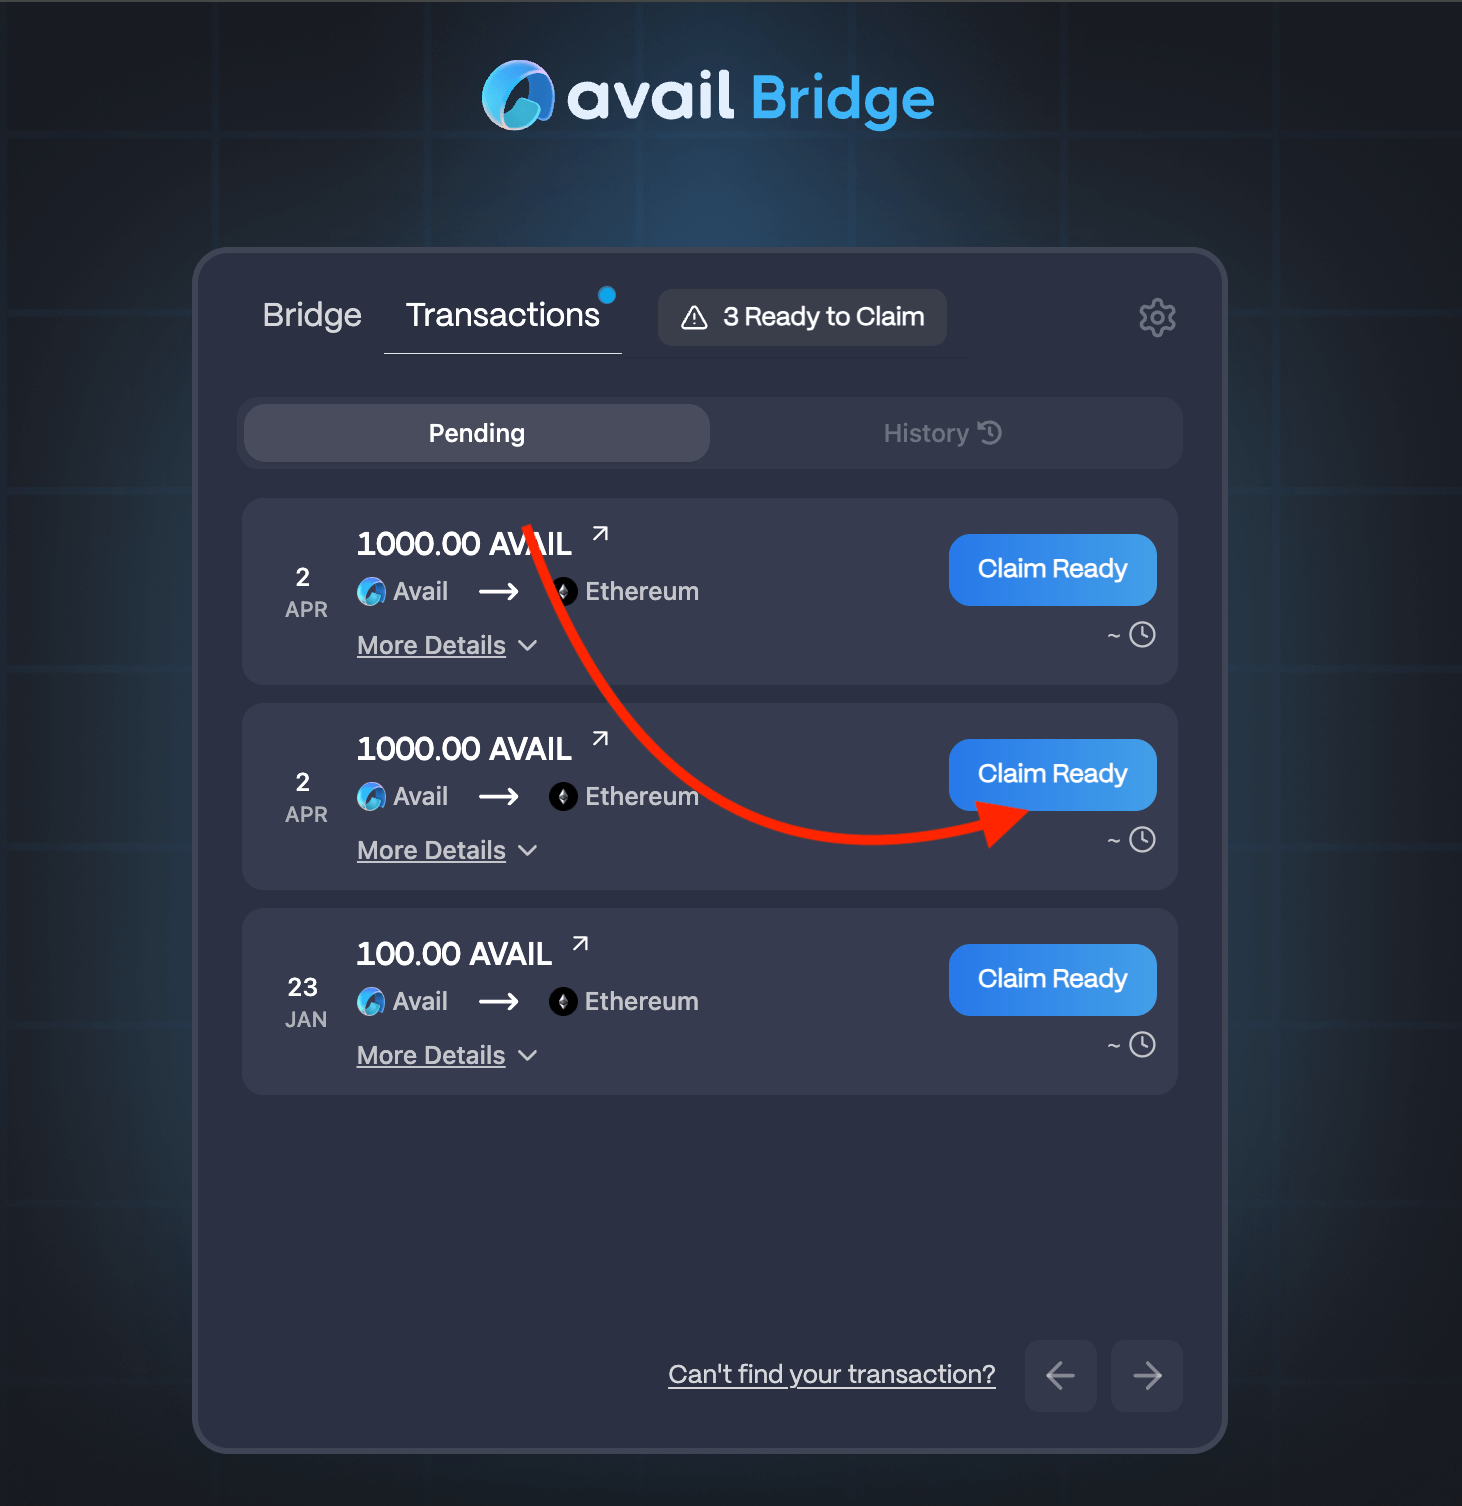 avail Bridge
Bridge Transactions 3 Ready to Claim
Pending History
1000.00 AVAIL
2 APR
Avail → Ethereum
More Details
Claim Ready
~
1000.00 AVAIL
2 APR
Avail → Ethereum
More Details
Claim Ready
~
100.00 AVAIL
23 JAN
Avail → Ethereum
More Details
Claim Ready
~
Can't find your transaction?